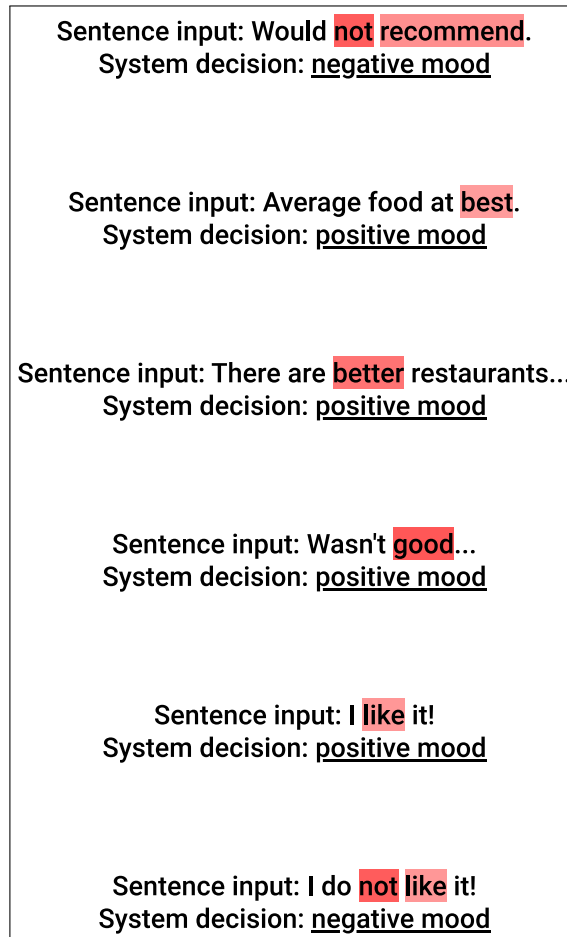 Sentence input: Would not recommend.
System decision: negative mood
Sentence input: Average food at best.
System decision: positive mood
Sentence input: There are better restaurants...
System decision: positive mood
Sentence input: Wasn't good...
System decision: positive mood
Sentence input: I like it!
System decision: positive mood
Sentence input: I do not like it!
System decision: negative mood